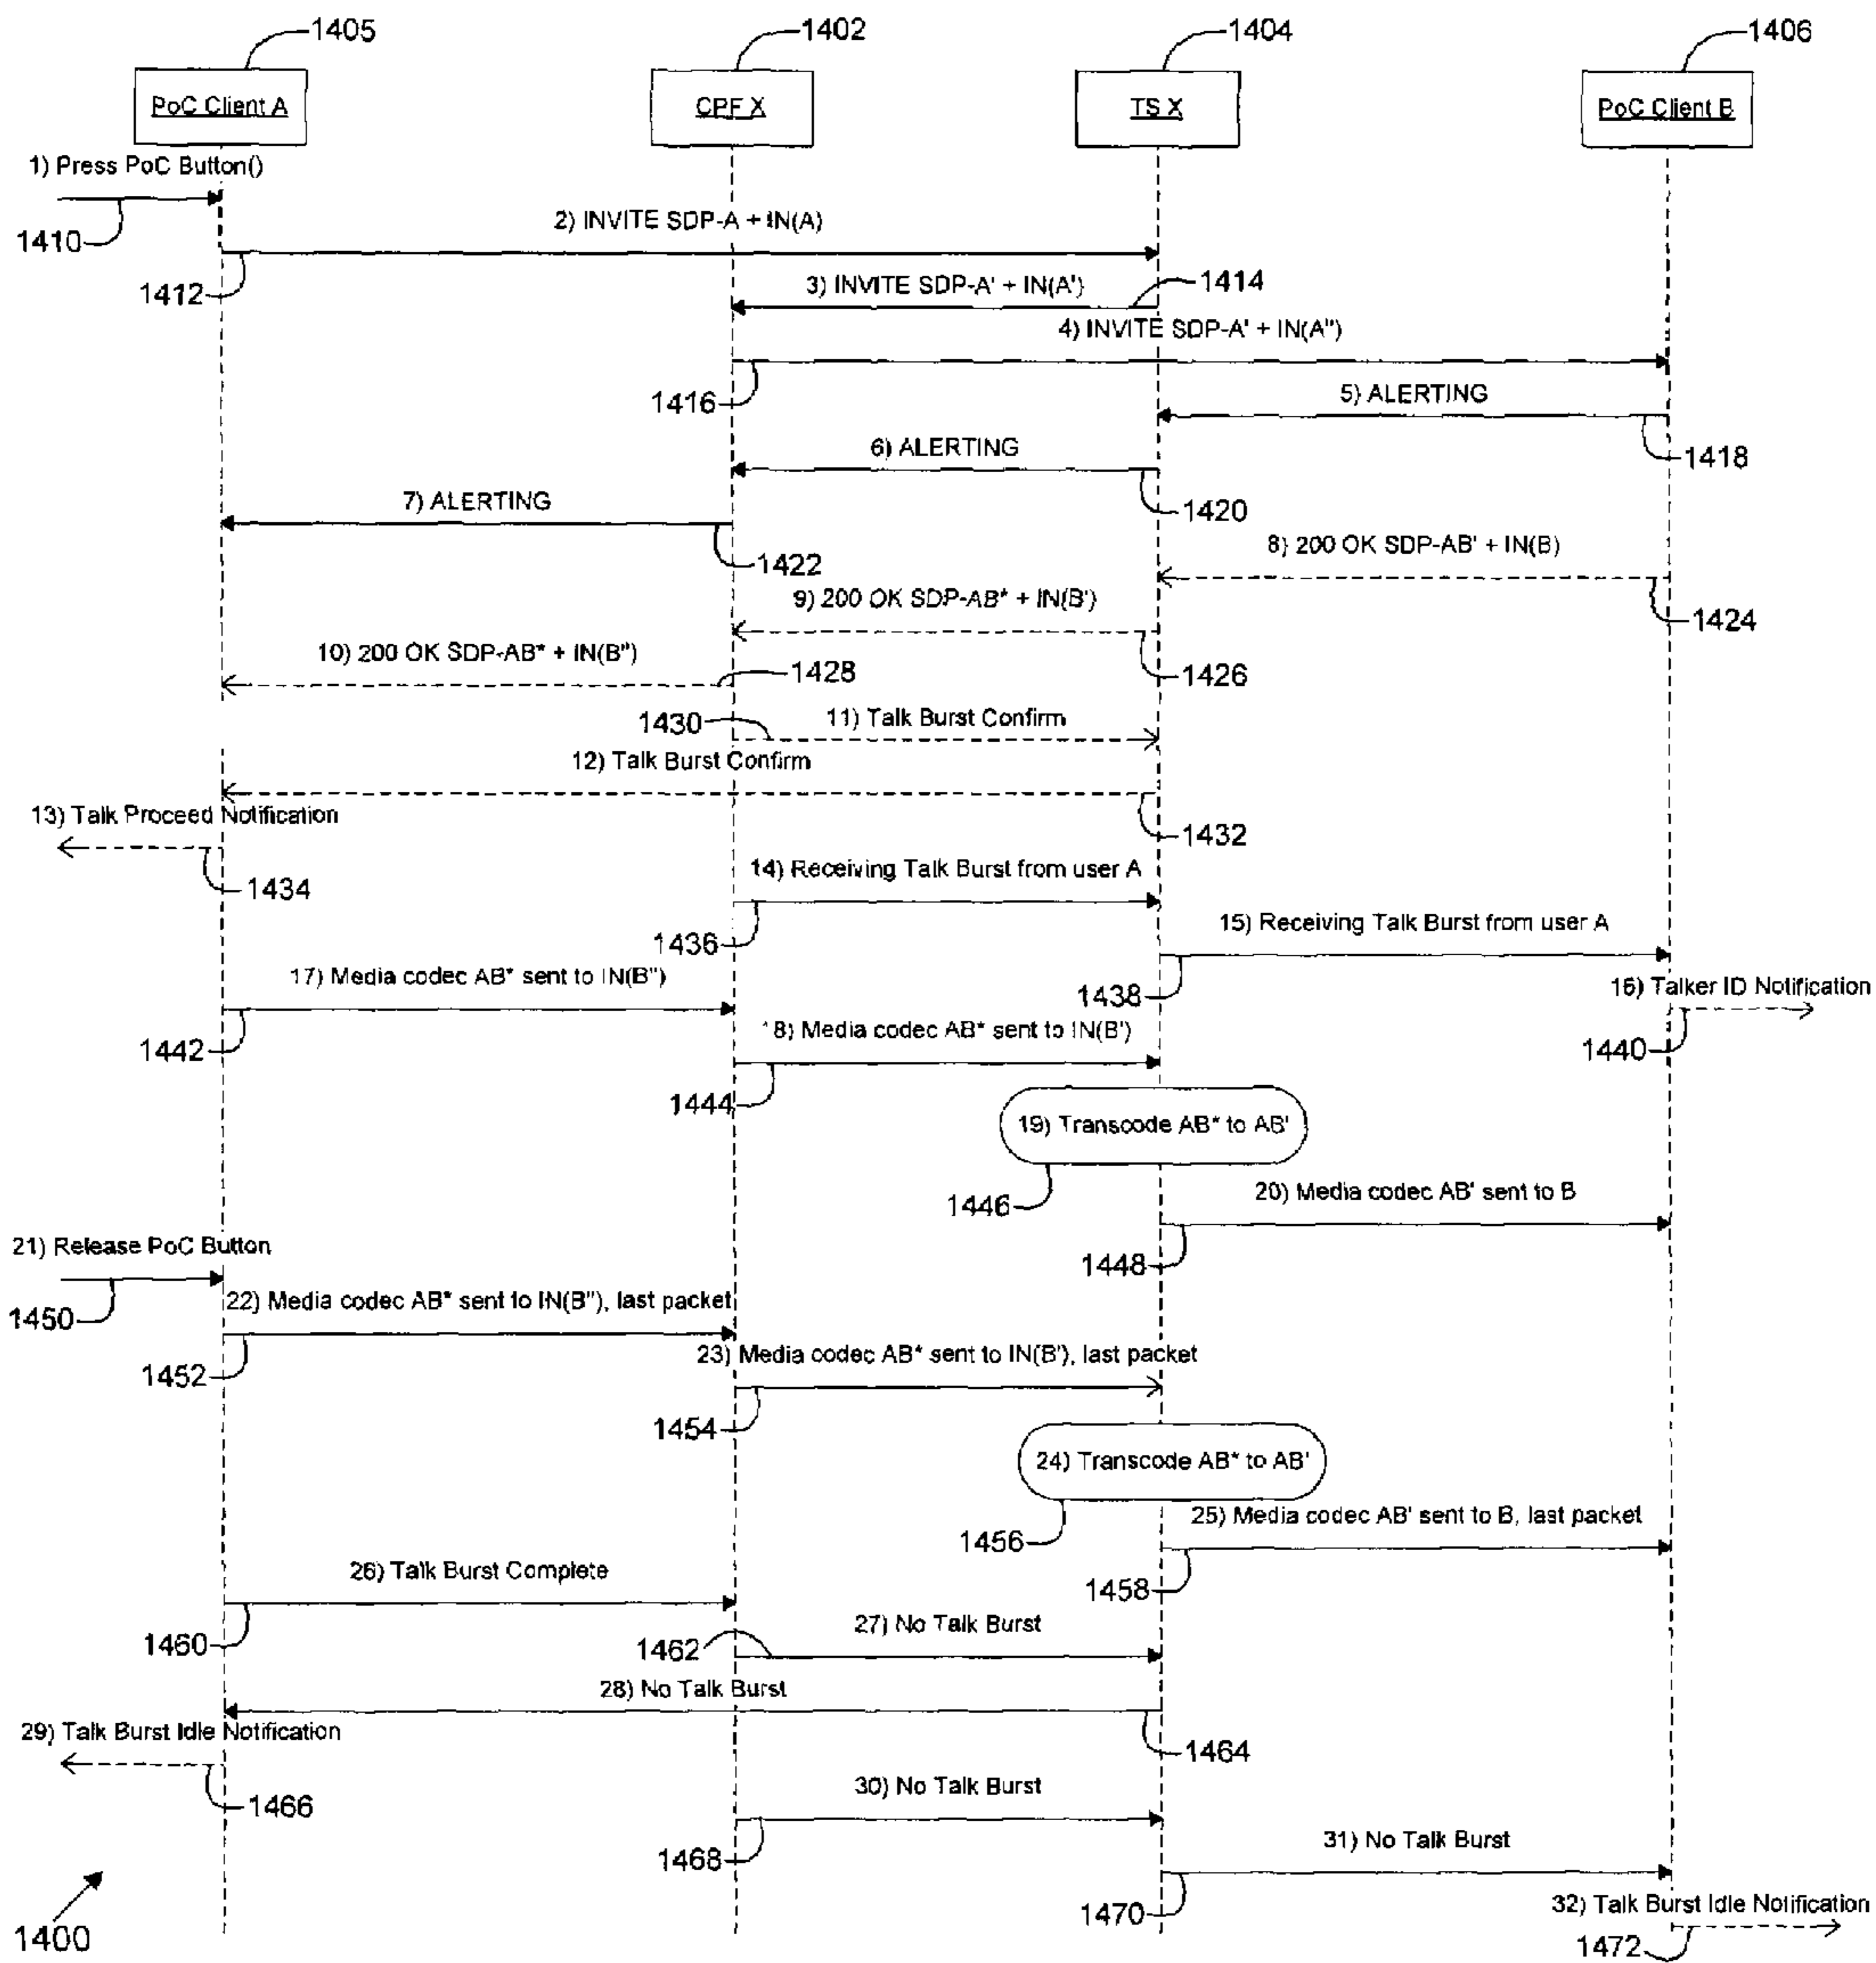 1405
1402
1404
1406
PoC Client A
CPF X
TS X
PoC Client B
1) Press PoC Button()
1410
2) INVITE SDP-A + IN(A)
1412
3) INVITE SDP-A' + IN(A')
1414
4) INVITE SDP-A' + IN(A'')
1416
5) ALERTING
1418
6) ALERTING
1420
7) ALERTING
1422
8) 200 OK SDP-AB' + IN(B)
1424
9) 200 OK SDP-AB* + IN(B')
1426
10) 200 OK SDP-AB* + IN(B'')
1428
1430
11) Talk Burst Confirm
12) Talk Burst Confirm
1432
13) Talk Proceed Notification
1434
14) Receiving Talk Burst from user A
1436
15) Receiving Talk Burst from user A
1438
16) Talker ID Notification
1440
17) Media codec AB* sent to IN(B'')
1442
18) Media codec AB* sent to IN(B')
1444
19) Transcode AB* to AB'
1446
20) Media codec AB' sent to B
1448
21) Release PoC Button
1450
22) Media codec AB* sent to IN(B''), last packet
1452
23) Media codec AB* sent to IN(B'), last packet
1454
24) Transcode AB* to AB'
1456
25) Media codec AB' sent to B, last packet
1458
26) Talk Burst Complete
1460
27) No Talk Burst
1462
28) No Talk Burst
1464
29) Talk Burst Idle Notification
1466
30) No Talk Burst
1468
31) No Talk Burst
1470
32) Talk Burst Idle Notification
1472
1400